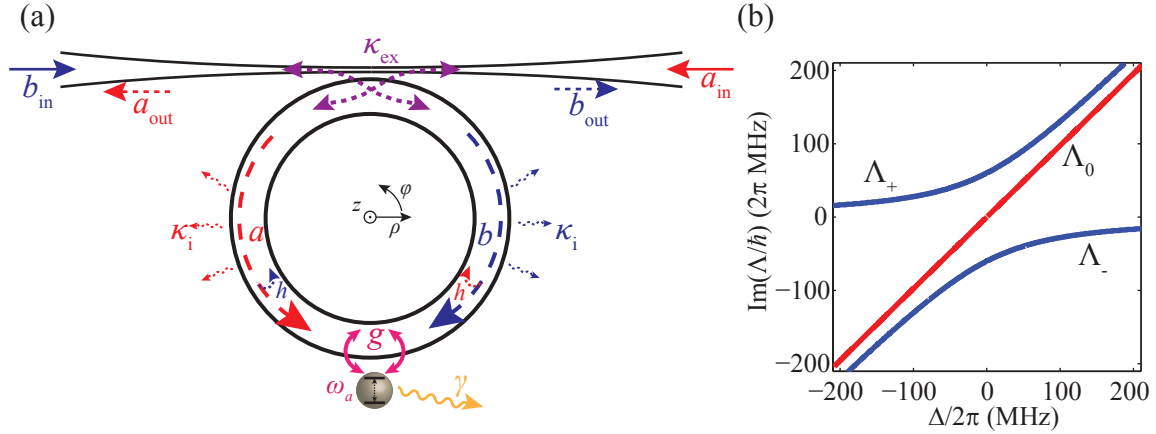 (a)
κex
bin
aout
bout
ain
φ
z
ρ
κi
a
b
κi
h
h
g
ωa
γ
(b)
Im(Λ/ħ) (2π MHz)
200
100
0
−100
−200
Λ+
Λ0
Λ-
−200 −100 0 100 200
Δ/2π (MHz)